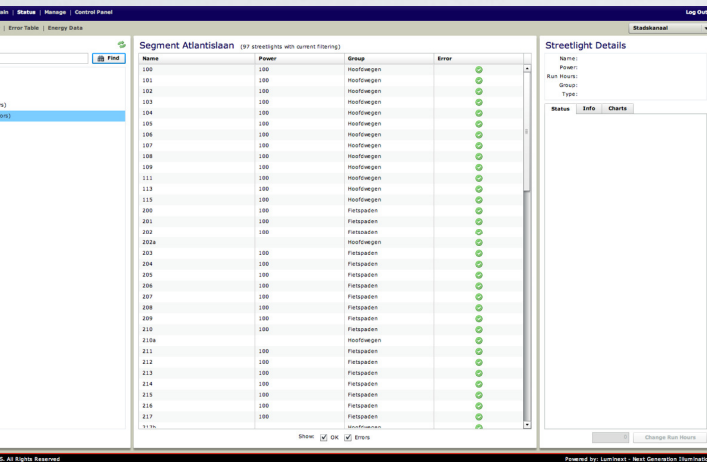 ain | Status | Manage | Control Panel Log Out
| Error Table | Energy Data Stadskanaal
Find
rs)
ors)
Segment Atlantislaan (97 streetlights with current filtering)
Name Power Group Error
100 100 Hoofdwegen
101 100 Hoofdwegen
102 100 Hoofdwegen
103 100 Hoofdwegen
104 100 Hoofdwegen
105 100 Hoofdwegen
106 100 Hoofdwegen
107 100 Hoofdwegen
108 100 Hoofdwegen
109 100 Hoofdwegen
111 100 Hoofdwegen
113 100 Hoofdwegen
115 100 Hoofdwegen
200 100 Fietspaden
201 100 Fietspaden
202 100 Fietspaden
202a Hoofdwegen
203 100 Fietspaden
204 100 Fietspaden
205 100 Fietspaden
206 100 Fietspaden
207 100 Fietspaden
208 100 Fietspaden
209 100 Fietspaden
210 100 Fietspaden
210a Hoofdwegen
211 100 Fietspaden
212 100 Fietspaden
213 100 Fietspaden
214 100 Fietspaden
215 100 Fietspaden
216 100 Fietspaden
217 100 Fietspaden
217b Hoofdwegen
Show: OK Errors
Streetlight Details
Name:
Power:
Run Hours:
Group:
Type:
Status Info Charts
0 Change Run Hours
S. All Rights Reserved Powered by: Luminext - Next Generation Illuminatio